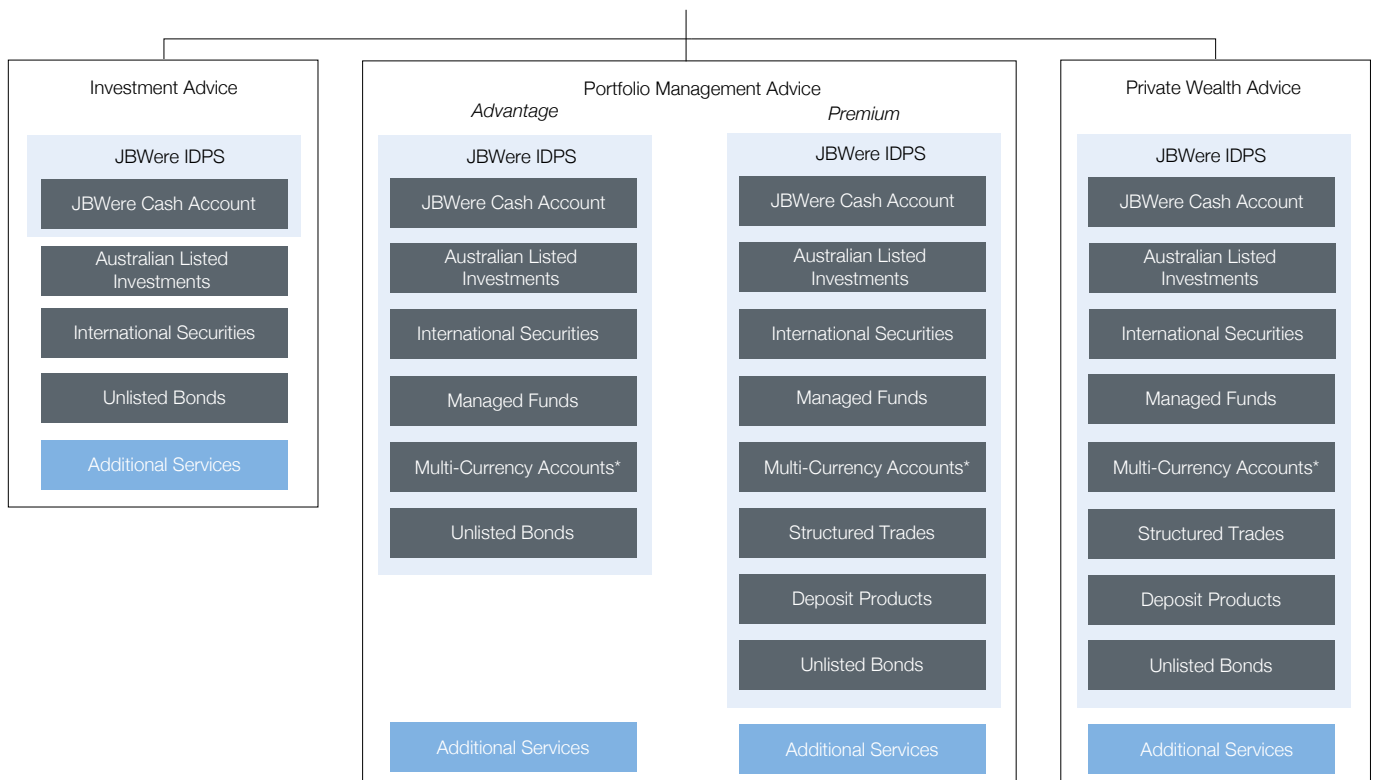 Investment Advice
JBWere IDPS
JBWere Cash Account
Australian Listed
Investments
International Securities
Unlisted Bonds
Additional Services
Portfolio Management Advice
Advantage
JBWere IDPS
JBWere Cash Account
Australian Listed
Investments
International Securities
Managed Funds
Multi-Currency Accounts*
Unlisted Bonds
Additional Services
Premium
JBWere IDPS
JBWere Cash Account
Australian Listed
Investments
International Securities
Managed Funds
Multi-Currency Accounts*
Structured Trades
Deposit Products
Unlisted Bonds
Additional Services
Private Wealth Advice
JBWere IDPS
JBWere Cash Account
Australian Listed
Investments
International Securities
Managed Funds
Multi-Currency Accounts*
Structured Trades
Deposit Products
Unlisted Bonds
Additional Services